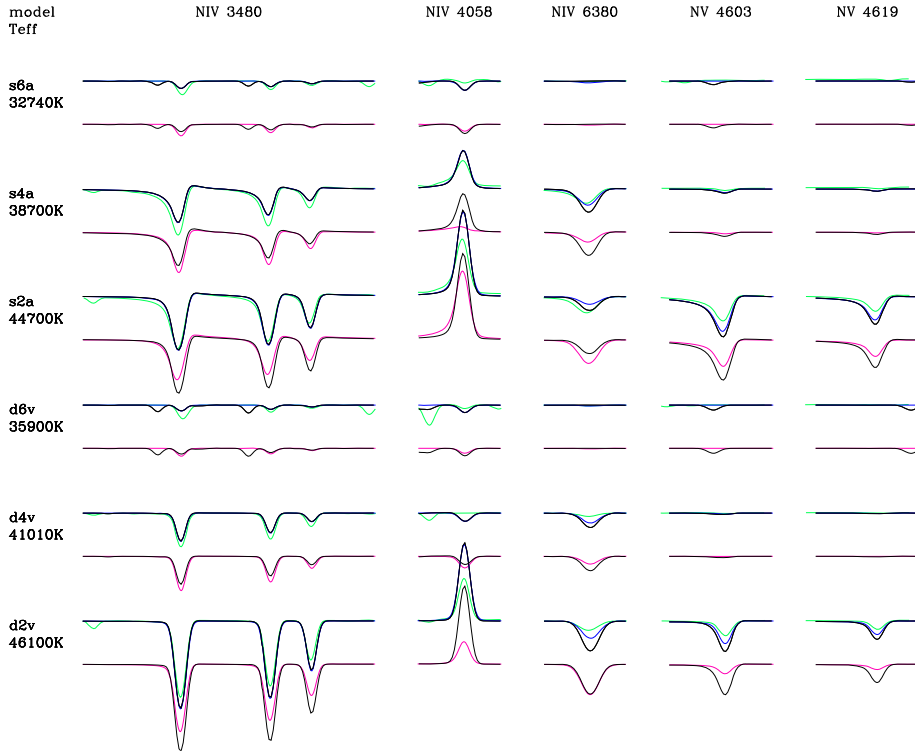 model NIV 3480 NIV 4058 NIV 6380 NV 4603 NV 4619
Teff
s6a
32740K
s4a
38700K
s2a
44700K
d6v
35900K
d4v
41010K
d2v
46100K